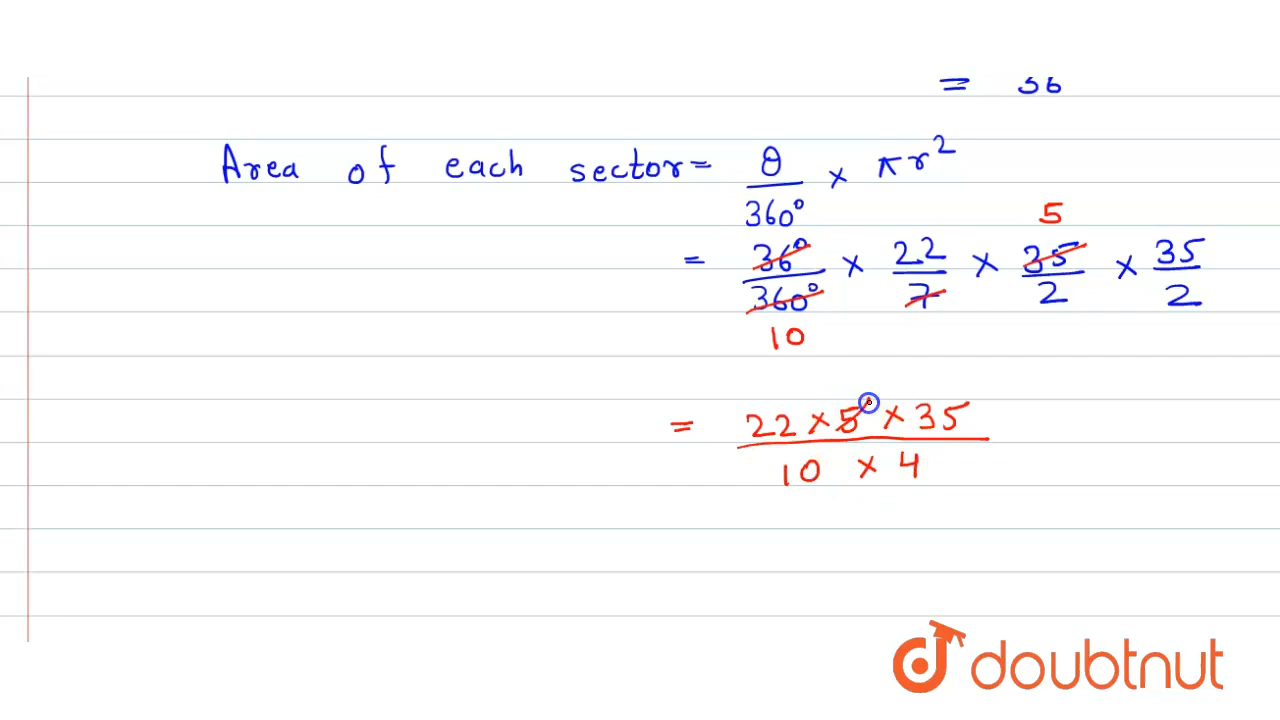 = 36
Area of each sector = θ/360° × πr²
5
= 36°/360° × 22/7 × 35/2 × 35/2
10
= 22 × 5 × 35 / 10 × 4
doubtnut